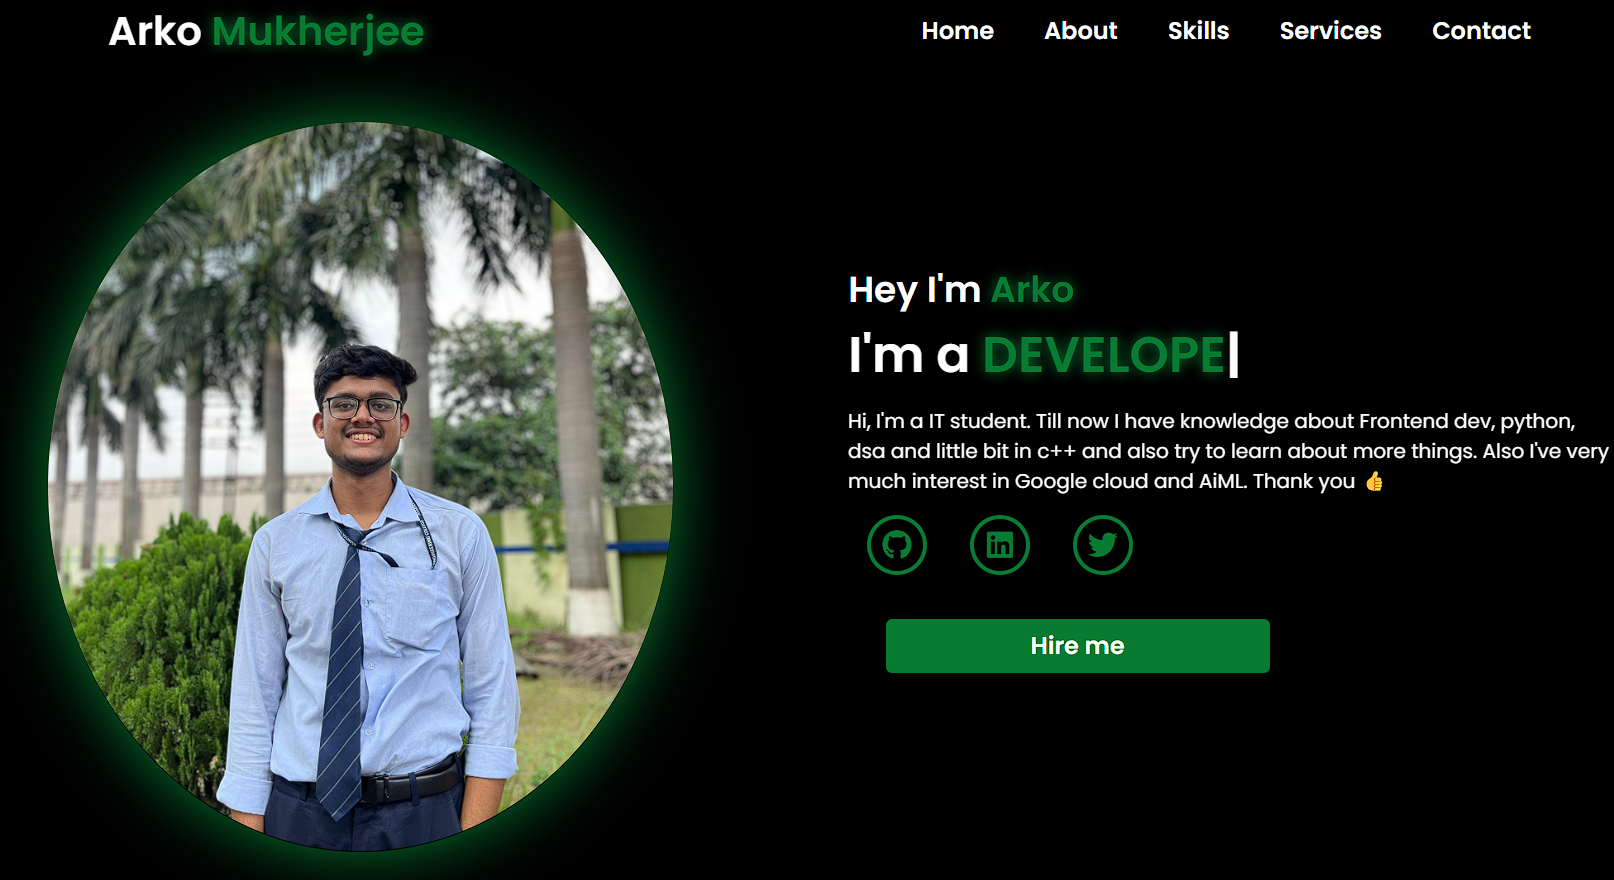 Arko Mukherjee
Home About Skills Services Contact
Hey I'm Arko
I'm a DEVELOPE|
Hi, I'm a IT student. Till now I have knowledge about Frontend dev, python,
dsa and little bit in c++ and also try to learn about more things. Also I've very
much interest in Google cloud and AiML. Thank you 👍
in
Hire me